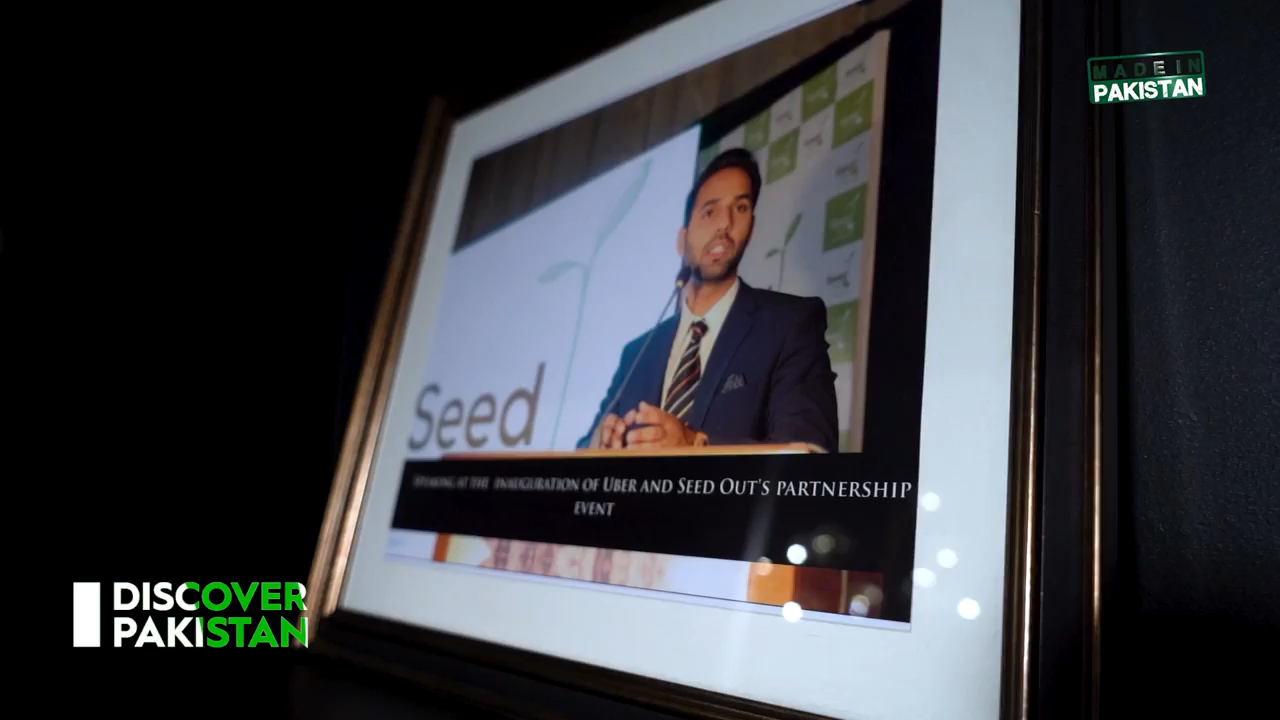 MADE IN
PAKISTAN
Seed
SPEAKING AT THE INAUGURATION OF UBER AND SEED OUT'S PARTNERSHIP
EVENT
DISCOVER
PAKISTAN